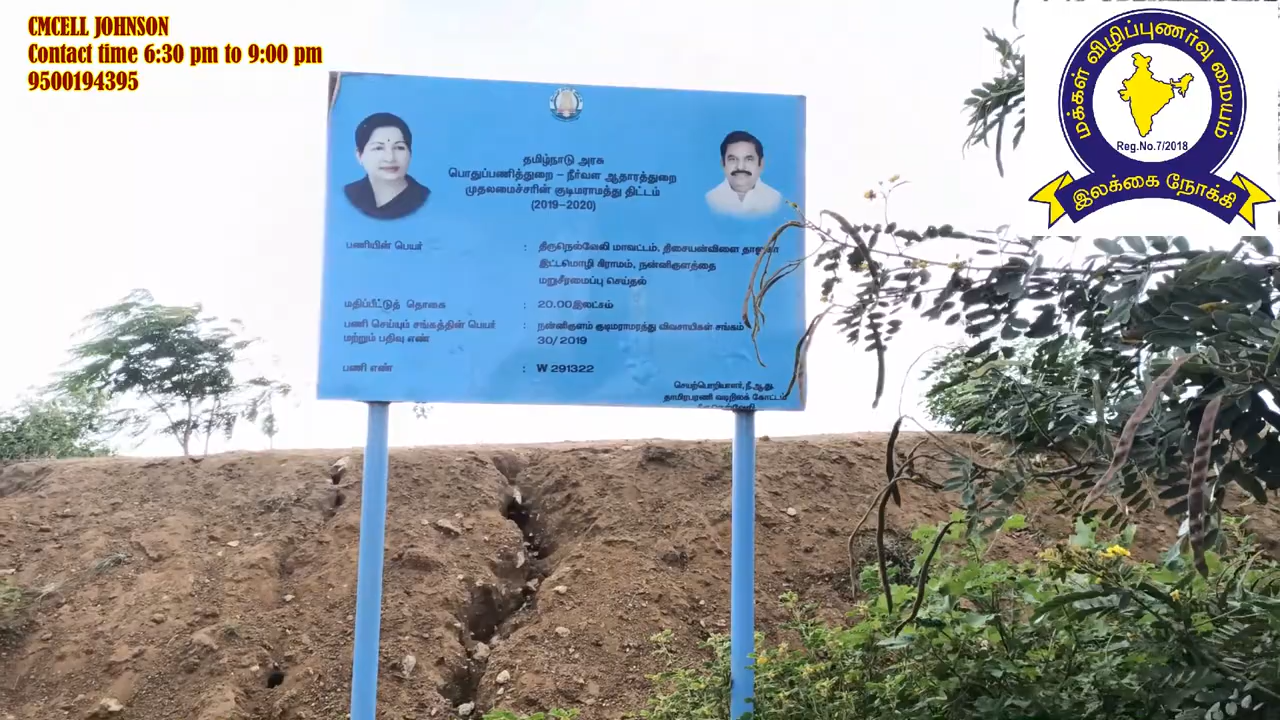 CMCELL JOHNSON
Contact time 6:30 pm to 9:00 pm
9500194395
மக்கள் விழிப்புணர்வு மையம்
Reg.No.7/2018
இலக்கை நோக்கி
தமிழ்நாடு அரசு
பொதுப்பணித்துறை – நீர்வள ஆதாரத்துறை
முதலமைச்சரின் குடிமராமத்து திட்டம்
(2019–2020)
பணியின் பெயர் : திருநெல்வேலி மாவட்டம், திசையன்விளை தாலுகா
இட்டமொழி கிராமம், நன்விகுளத்தை
மறுசீரமைப்பு செய்தல்
மதிப்பீட்டுத் தொகை : 20.00இலட்சம்
பணி செய்யும் சங்கத்தின் பெயர் : நன்விகுளம் குடிமராமரத்து விவசாயிகள் சங்கம்
மற்றும் பதிவு எண் 30/2019
பணி எண் : W 291322
செயற்பொறியாளர், நீ.ஆ.து.
தாமிரபரணி வடிநிலக் கோட்டம்